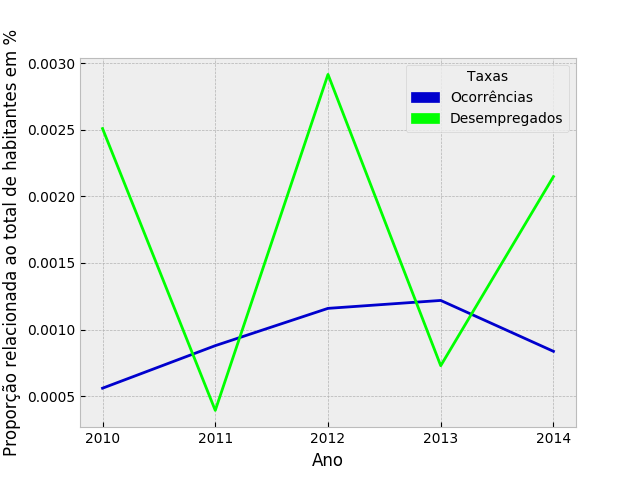 Proporção relacionada ao total de habitantes em %
0.0030
0.0025
0.0020
0.0015
0.0010
0.0005
Taxas
Ocorrências
Desempregados
2010 2011 2012 2013 2014
Ano